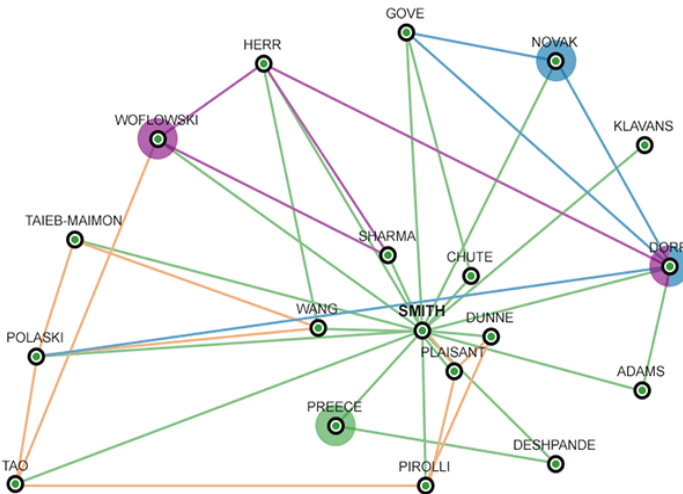 GOVE
HERR
NOVAK
WOFLOWSKI
KLAVANS
TAIEB-MAIMON
SHARMA
CHUTE
DORE
WANG
SMITH
DUNNE
POLASKI
PLAISANT
ADAMS
PREECE
DESHPANDE
TAO
PIROLLI